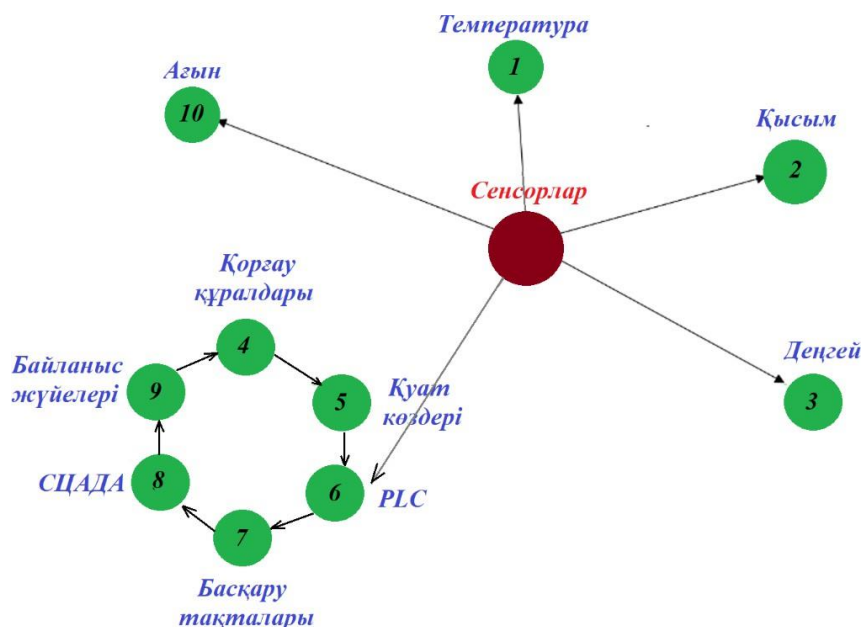 Температура
1
Ағын
10
Қысым
2
Сенсорлар
Қорғау
құралдары
4
Байланыс
жүйелері
9
5
Қуат
көздері
Деңгей
3
СЦАДА
8
6
PLC
7
Басқару
тақталары